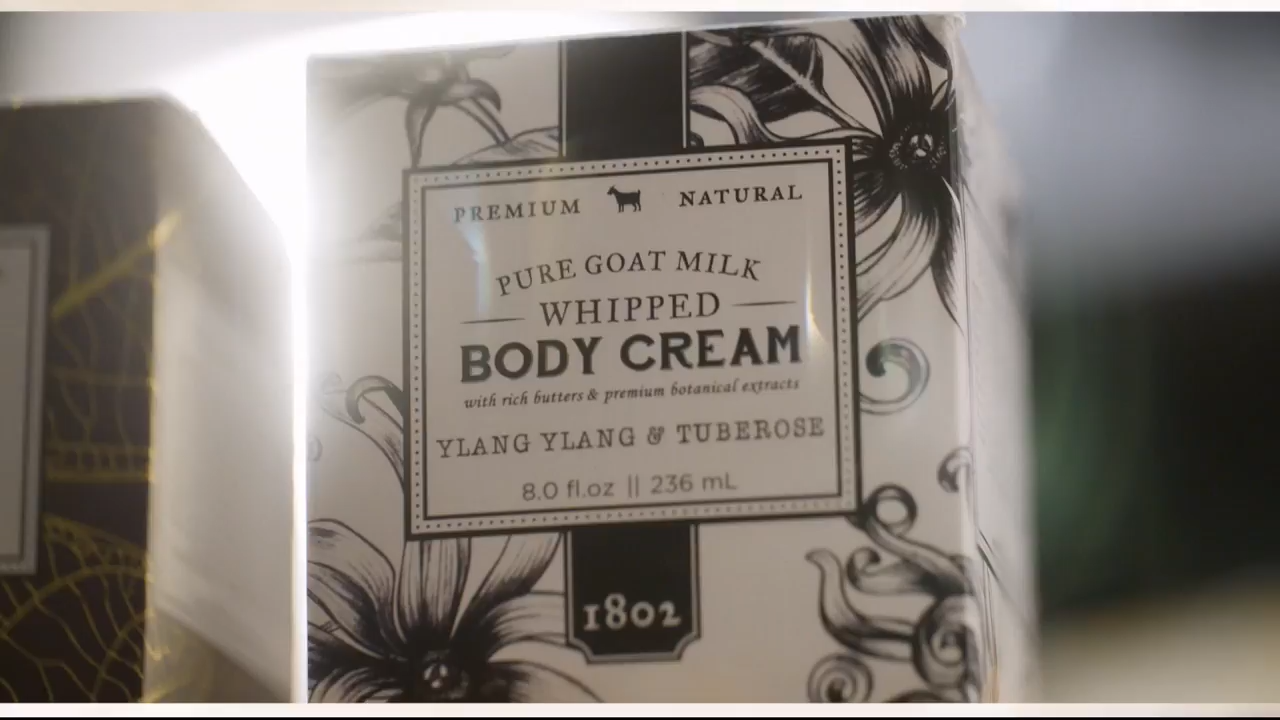 PREMIUM NATURAL
PURE GOAT MILK
WHIPPED
BODY CREAM
with rich butters & premium botanical extracts
YLANG YLANG & TUBEROSE
8.0 fl.oz || 236 mL
1802